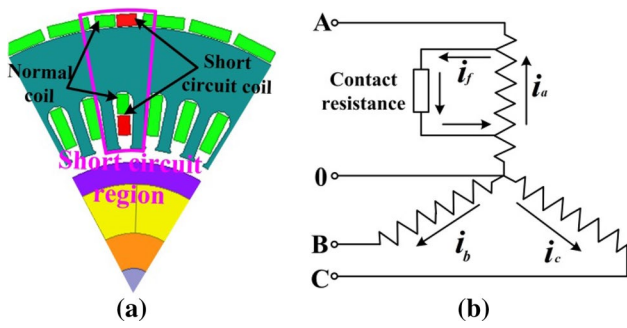 Normal
coil
Short
circuit coil
Short circuit
region
(a)
A
Contact
resistance
i_f
i_a
0
B
i_b
i_c
C
(b)